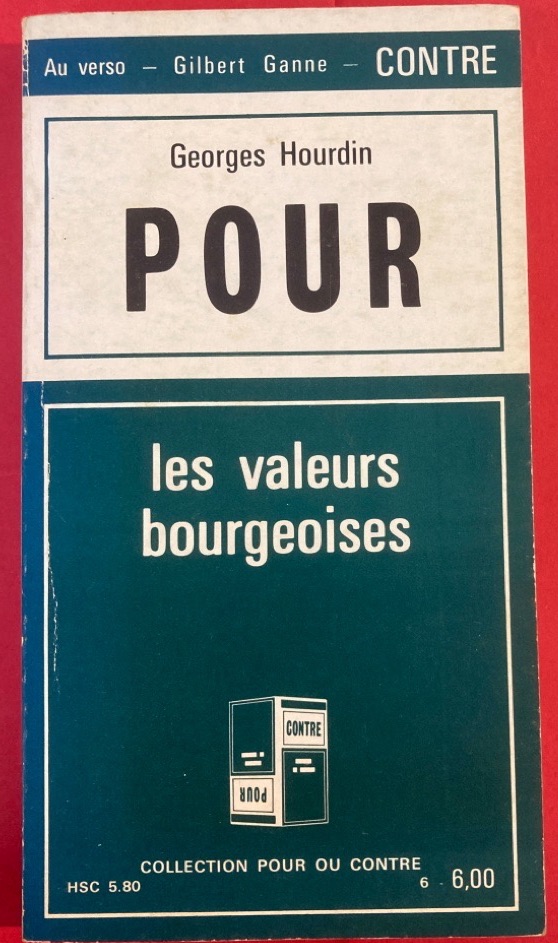 Au verso – Gilbert Ganne – CONTRE
Georges Hourdin
POUR
les valeurs
bourgeoises
CONTRE
POUR
COLLECTION POUR OU CONTRE
HSC 5.80 6 - 6,00